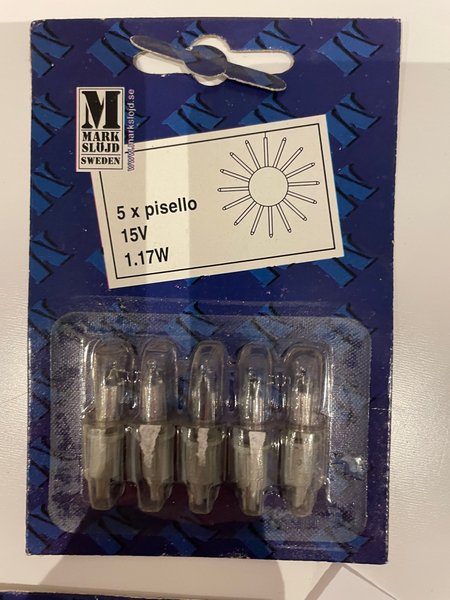 M
MARK
SLÖJD
SWEDEN
www.markslojd.se
5 x pisello
15V
1.17W